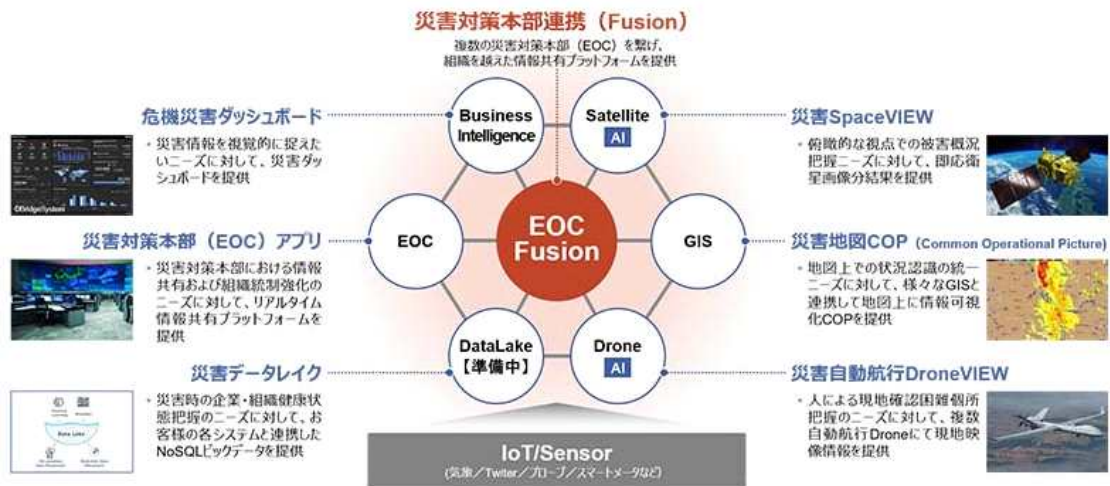 災害対策本部連携（Fusion）
複数の災害対策本部（EOC）を繋げ、
組織を越えた情報共有プラットフォームを提供
危機災害ダッシュボード
・災害情報を視覚的に捉えた
いニーズに対して、災害ダッ
シュボードを提供
©BridgeSystem
災害対策本部（EOC）アプリ
・災害対策本部における情報
共有および組織統制強化の
ニーズに対して、リアルタイム
情報共有プラットフォームを
提供
災害データレイク
・災害時の企業・組織健康状
態把握のニーズに対して、お
客様の各システムと連携した
NoSQLビックデータを提供
Data Lake
Business
Intelligence
Satellite
AI
EOC
EOC
Fusion
GIS
DataLake
【準備中】
Drone
AI
IoT/Sensor
(気象／Twiter／プローブ／スマートメータなど)
災害SpaceVIEW
・俯瞰的な視点での被害概況
把握ニーズに対して、即応衛
星画像分結果を提供
災害地図COP（Common Operational Picture）
・地図上での状況認識の統一
ニーズに対して、様々なGISと
連携して地図上に情報可視
化COPを提供
災害自動航行DroneVIEW
・人による現地確認困難個所
把握のニーズに対して、複数
自動航行Droneにて現地映
像情報を提供